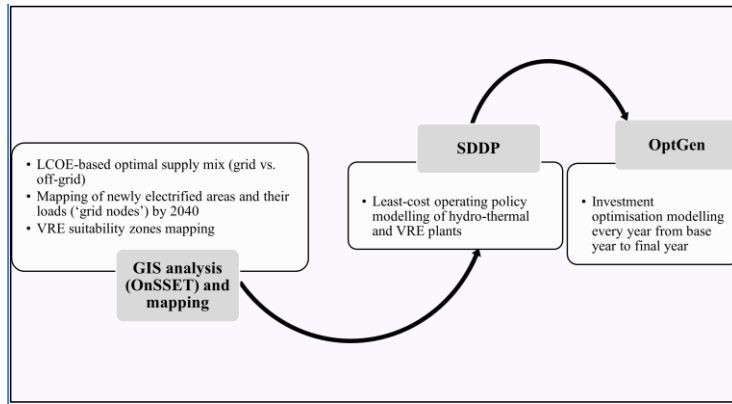 • LCOE-based optimal supply mix (grid vs.
off-grid)
• Mapping of newly electrified areas and their
loads (‘grid nodes’) by 2040
• VRE suitability zones mapping
GIS analysis
(OnSSET) and
mapping
SDDP
• Least-cost operating policy
modelling of hydro-thermal
and VRE plants
OptGen
• Investment
optimisation modelling
every year from base
year to final year